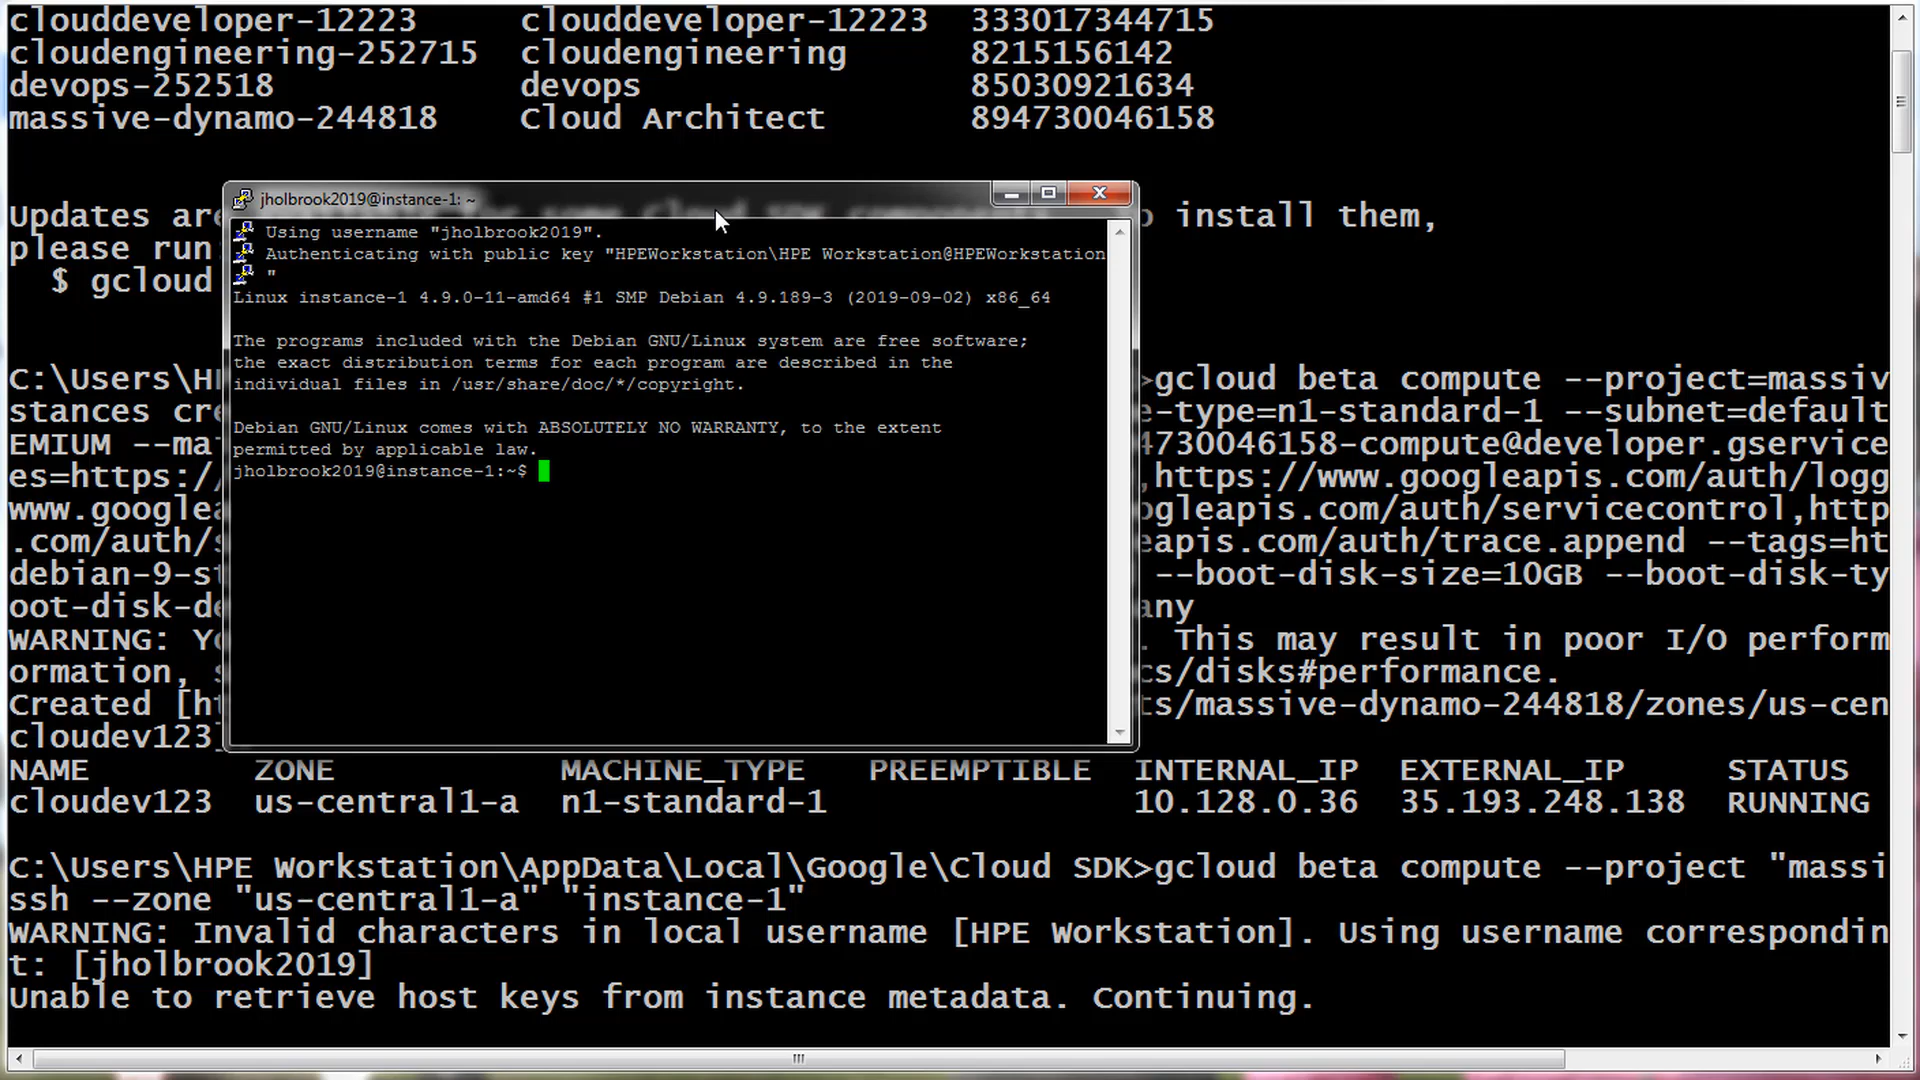 clouddeveloper-12223 clouddeveloper-12223 333017344715
cloudengineering-252715 cloudengineering 8215156142
devops-252518 devops 85030921634
massive-dynamo-244818 Cloud Architect 894730046158
Updates are install them,
please run:
$ gcloud
jholbrook2019@instance-1: ~
Using username "jholbrook2019".
Authenticating with public key "HPEWorkstation\HPE Workstation@HPEWorkstation
"
Linux instance-1 4.9.0-11-amd64 #1 SMP Debian 4.9.189-3 (2019-09-02) x86_64
The programs included with the Debian GNU/Linux system are free software;
the exact distribution terms for each program are described in the
individual files in /usr/share/doc/*/copyright.
Debian GNU/Linux comes with ABSOLUTELY NO WARRANTY, to the extent
permitted by applicable law.
jholbrook2019@instance-1:~$
C:\Users\H >gcloud beta compute --project=massiv
stances cre e-type=n1-standard-1 --subnet=default
EMIUM --ma 4730046158-compute@developer.gservice
es=https:/ ,https://www.googleapis.com/auth/logg
www.google ogleapis.com/auth/servicecontrol,http
.com/auth/s eapis.com/auth/trace.append --tags=ht
debian-9-st --boot-disk-size=10GB --boot-disk-ty
oot-disk-de any
WARNING: Yo . This may result in poor I/O perform
ormation, s cs/disks#performance.
Created [ht ts/massive-dynamo-244818/zones/us-cen
cloudev123
NAME ZONE MACHINE_TYPE PREEMPTIBLE INTERNAL_IP EXTERNAL_IP STATUS
cloudev123 us-central1-a n1-standard-1 10.128.0.36 35.193.248.138 RUNNING
C:\Users\HPE Workstation\AppData\Local\Google\Cloud SDK>gcloud beta compute --project "massi
ssh --zone "us-central1-a" "instance-1"
WARNING: Invalid characters in local username [HPE Workstation]. Using username correspondin
t: [jholbrook2019]
Unable to retrieve host keys from instance metadata. Continuing.